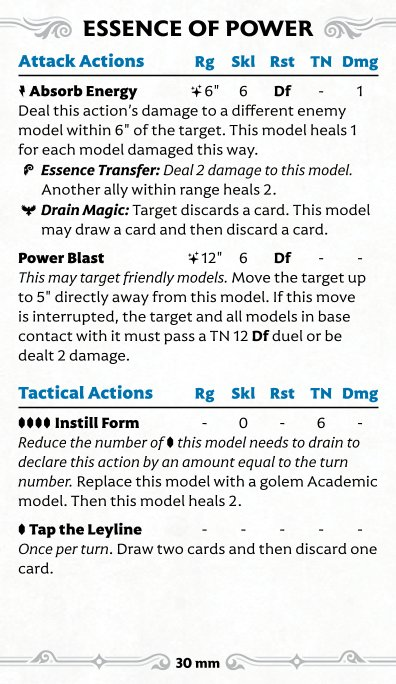 ESSENCE OF POWER
Attack Actions Rg Skl Rst TN Dmg
Absorb Energy 6" 6 Df - 1
Deal this action's damage to a different enemy
model within 6" of the target. This model heals 1
for each model damaged this way.
Essence Transfer: Deal 2 damage to this model.
Another ally within range heals 2.
Drain Magic: Target discards a card. This model
may draw a card and then discard a card.
Power Blast 12" 6 Df - -
This may target friendly models. Move the target up
to 5" directly away from this model. If this move
is interrupted, the target and all models in base
contact with it must pass a TN 12 Df duel or be
dealt 2 damage.
Tactical Actions Rg Skl Rst TN Dmg
Instill Form - 0 - 6 -
Reduce the number of this model needs to drain to
declare this action by an amount equal to the turn
number. Replace this model with a golem Academic
model. Then this model heals 2.
Tap the Leyline - - - - -
Once per turn. Draw two cards and then discard one
card.
30 mm